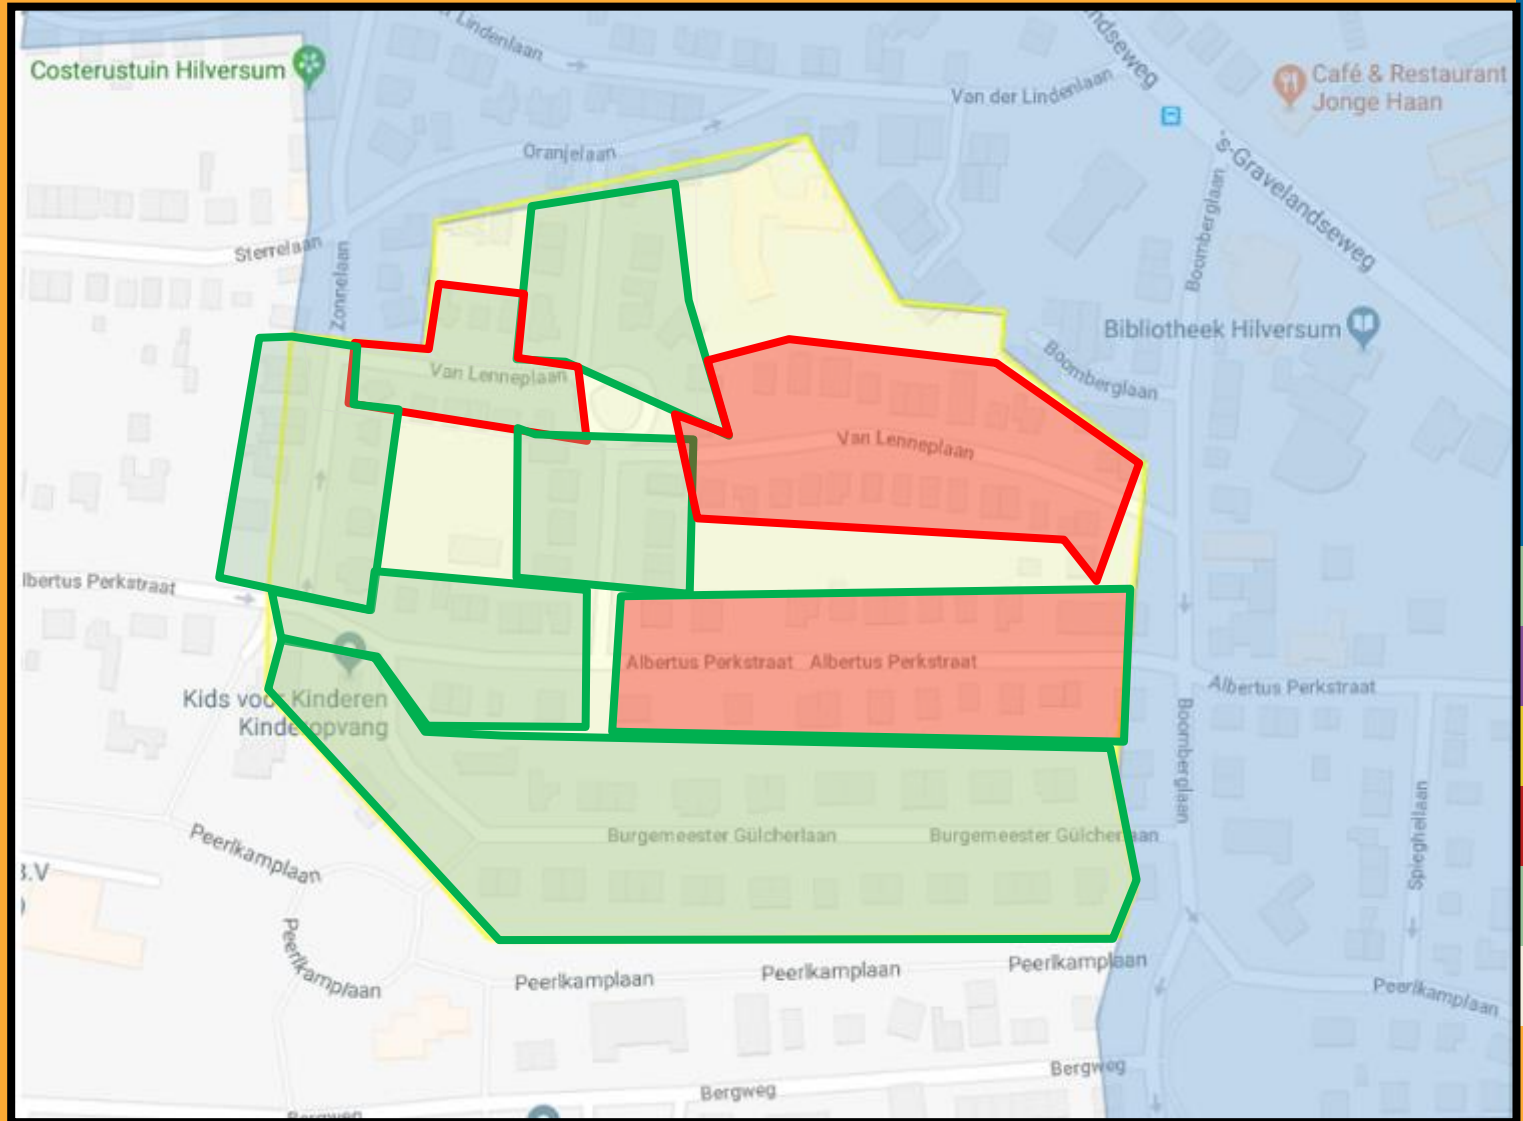 Lindenlaan
Costerustuin Hilversum
Café & Restaurant
Jonge Haan
Van der Lindenlaan
Oranjelaan
's-Gravelandseweg
Boomberglaan
Sterrelaan
Zonnelaan
Bibliotheek Hilversum
Boomberglaan
Van Lenneplaan
Van Lenneplaan
lbertus Perkstraat
Albertus Perkstraat
Albertus Perkstraat
Albertus Perkstraat
Kids voor Kinderen
Kinderopvang
Boomberglaan
Burgemeester Gülcherlaan
Burgemeester Gülcherlaan
Spieghellaan
Peerlkamplaan
B.V
Peerlkamplaan
Peerlkamplaan
Peerlkamplaan
Peerlkamplaan
Peerlkamplaan
Bergweg
Bergweg
Bergweg